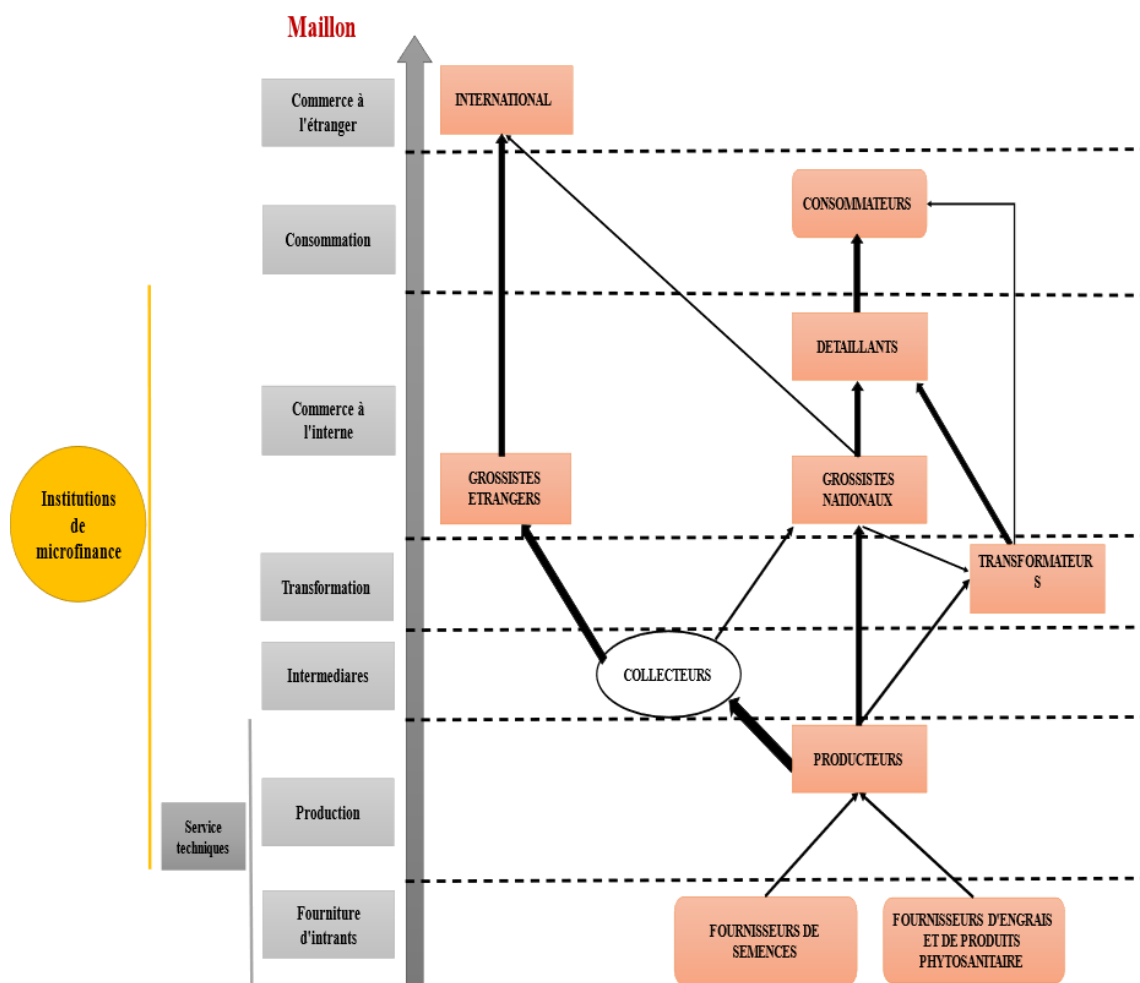 Maillon
Commerce à
l'étranger
INTERNATIONAL
CONSOMMATEURS
Consommation
DETAILLANTS
Commerce à
l'interne
GROSSISTES
ETRANGERS
GROSSISTES
NATIONAUX
Institutions
de
microfinance
TRANSFORMATEUR
S
Transformation
Intermediares
COLLECTEURS
PRODUCTEURS
Production
Service
techniques
Fourniture
d'intrants
FOURNISSEURS DE
SEMENCES
FOURNISSEURS D'ENGRAIS
ET DE PRODUITS
PHYTOSANITAIRE